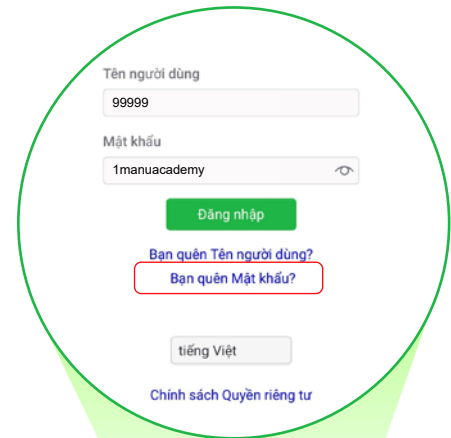 Tên người dùng
99999
Mật khẩu
1manuacademy
Đăng nhập
Bạn quên Tên người dùng?
Bạn quên Mật khẩu?
tiếng Việt
Chính sách Quyền riêng tư